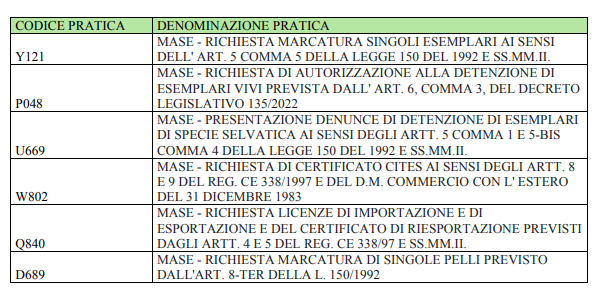 CODICE PRATICA DENOMINAZIONE PRATICA
Y121
MASE - RICHIESTA MARCATURA SINGOLI ESEMPLARI AI SENSI
DELL' ART. 5 COMMA 5 DELLA LEGGE 150 DEL 1992 E SS.MM.II.
P048
MASE - RICHIESTA DI AUTORIZZAZIONE ALLA DETENZIONE DI
ESEMPLARI VIVI PREVISTA DALL' ART. 6, COMMA 3, DEL DECRETO
LEGISLATIVO 135/2022
U669
MASE - PRESENTAZIONE DENUNCE DI DETENZIONE DI ESEMPLARI
DI SPECIE SELVATICA AI SENSI DEGLI ARTT. 5 COMMA 1 E 5-BIS
COMMA 4 DELLA LEGGE 150 DEL 1992 E SS.MM.II.
W802
MASE - RICHIESTA DI CERTIFICATO CITES AI SENSI DEGLI ARTT. 8
E 9 DEL REG. CE 338/1997 E DEL D.M. COMMERCIO CON L' ESTERO
DEL 31 DICEMBRE 1983
Q840
MASE - RICHIESTA LICENZE DI IMPORTAZIONE E DI
ESPORTAZIONE E DEL CERTIFICATO DI RIESPORTAZIONE PREVISTI
DAGLI ARTT. 4 E 5 DEL REG. CE 338/97 E SS.MM.II.
D689
MASE - RICHIESTA MARCATURA DI SINGOLE PELLI PREVISTO
DALL'ART. 8-TER DELLA L. 150/1992